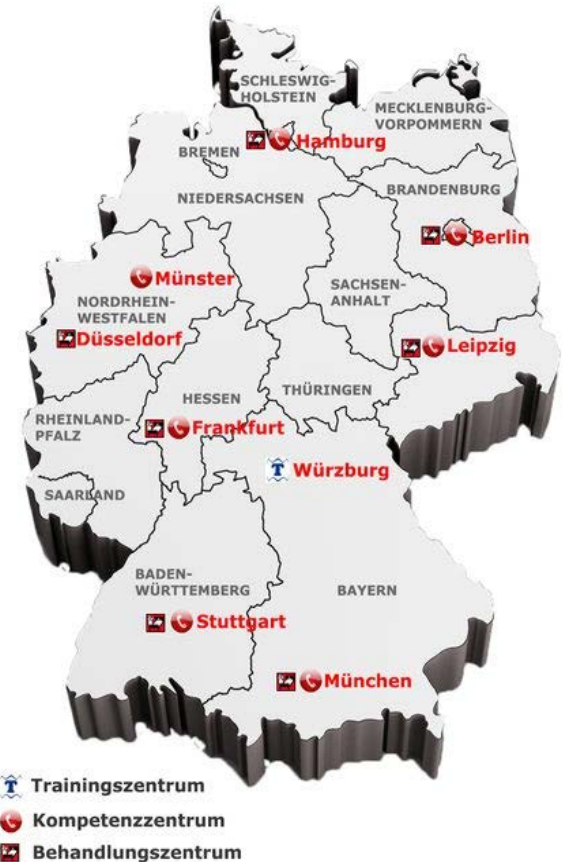 SCHLESWIG-
HOLSTEIN
MECKLENBURG-
VORPOMMERN
Hamburg
BREMEN
NIEDERSACHSEN
BRANDENBURG
Berlin
Münster
SACHSEN-
ANHALT
NORDRHEIN-
WESTFALEN
Düsseldorf
Leipzig
HESSEN
THÜRINGEN
RHEINLAND-
PFALZ
Frankfurt
T Würzburg
SAARLAND
BADEN-
WÜRTTEMBERG
BAYERN
Stuttgart
München
T Trainingszentrum
Kompetenzzentrum
Behandlungszentrum